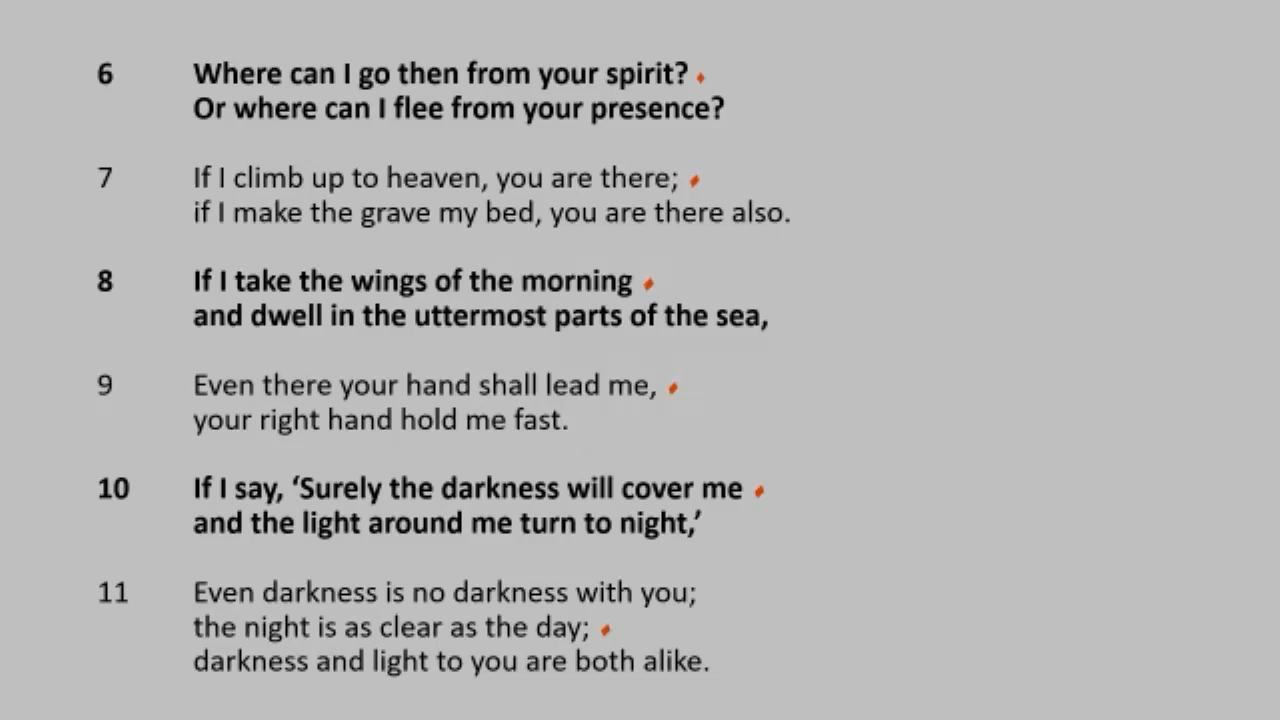 6 Where can I go then from your spirit? ♦
Or where can I flee from your presence?
7 If I climb up to heaven, you are there; ♦
if I make the grave my bed, you are there also.
8 If I take the wings of the morning ♦
and dwell in the uttermost parts of the sea,
9 Even there your hand shall lead me, ♦
your right hand hold me fast.
10 If I say, ‘Surely the darkness will cover me ♦
and the light around me turn to night,’
11 Even darkness is no darkness with you;
the night is as clear as the day; ♦
darkness and light to you are both alike.